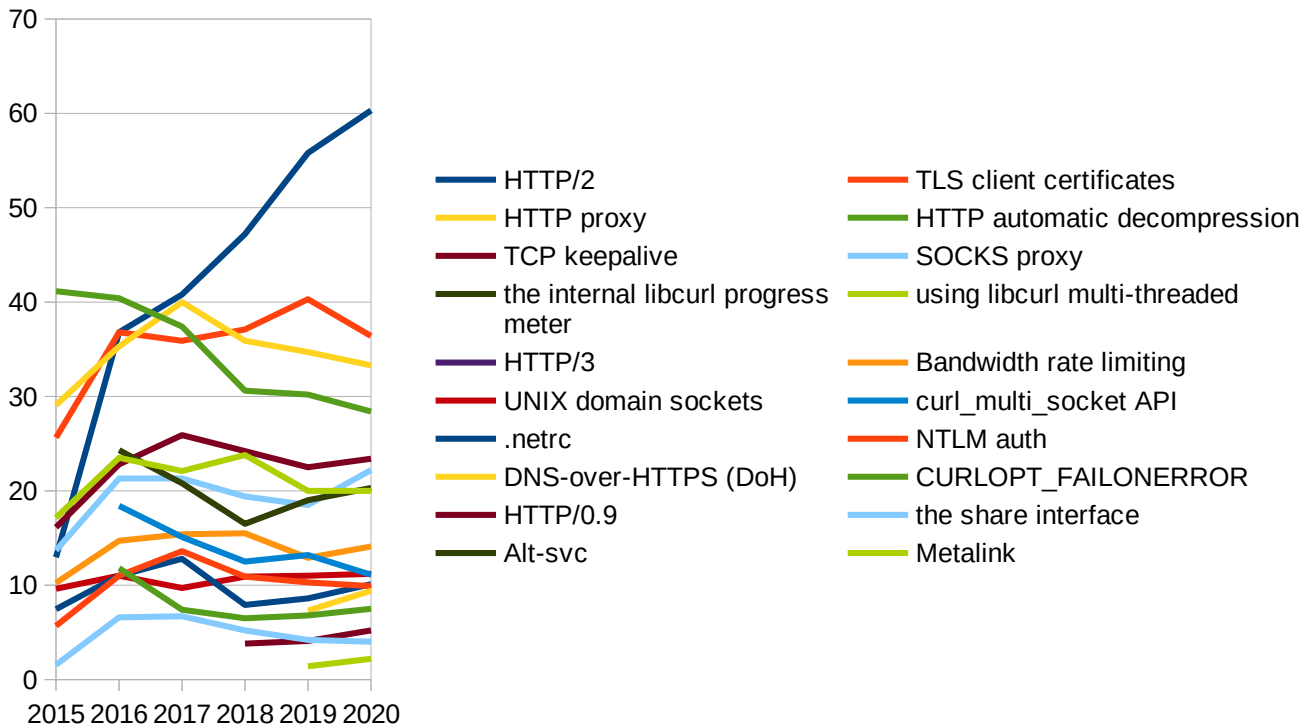 70
60
50
40
30
20
10
0
2015 2016 2017 2018 2019 2020
HTTP/2
TLS client certificates
HTTP proxy
HTTP automatic decompression
TCP keepalive
SOCKS proxy
the internal libcurl progress
meter
using libcurl multi-threaded
HTTP/3
Bandwidth rate limiting
UNIX domain sockets
curl_multi_socket API
.netrc
NTLM auth
DNS-over-HTTPS (DoH)
CURLOPT_FAILONERROR
HTTP/0.9
the share interface
Alt-svc
Metalink